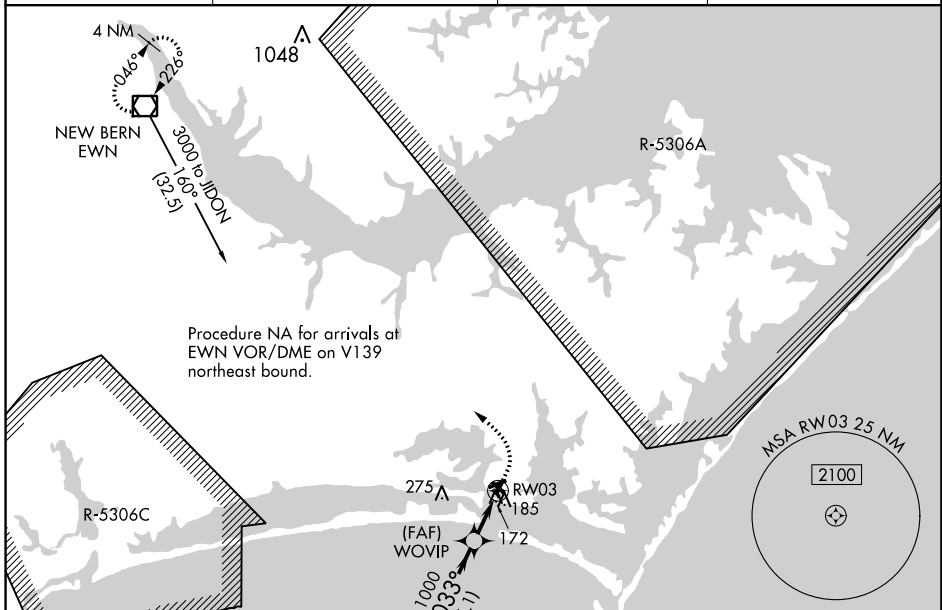 4 NM
1048
046°
226°
NEW BERN
EWN
3000 to JIDON
160°
(32.5)
R-5306A
Procedure NA for arrivals at
EWN VOR/DME on V139
northeast bound.
MSA RW03 25 NM
2100
R-5306C
275
RW03
185
(FAF)
WOVIP
172
1000
033°